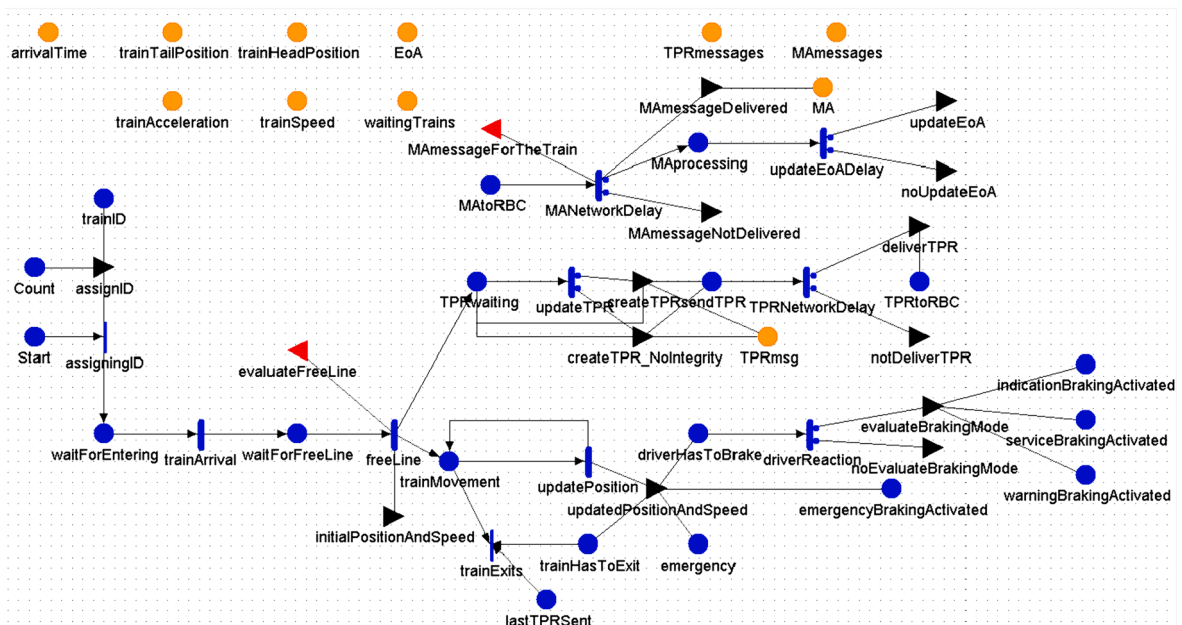 arrivalTime
trainTailPosition
trainHeadPosition
EoA
TPRmessages
MAmessages
trainAcceleration
trainSpeed
waitingTrains
MAmessageDelivered
MA
updateEoA
MAmessageForTheTrain
MAprocessing
updateEoADelay
noUpdateEoA
MAtoRBC
MANetworkDelay
MAmessageNotDelivered
trainID
deliverTPR
Count
assignID
TPRwaiting
updateTPR
createTPR
sendTPR
TPRNetworkDelay
TPRtoRBC
Start
assigningID
createTPR_NoIntegrity
TPRmsg
notDeliverTPR
evaluateFreeLine
indicationBrakingActivated
waitForEntering
trainArrival
waitForFreeLine
freeLine
trainMovement
updatePosition
driverHasToBrake
driverReaction
evaluateBrakingMode
serviceBrakingActivated
noEvaluateBrakingMode
warningBrakingActivated
updatedPositionAndSpeed
emergencyBrakingActivated
initialPositionAndSpeed
trainExits
trainHasToExit
emergency
lastTPRSent